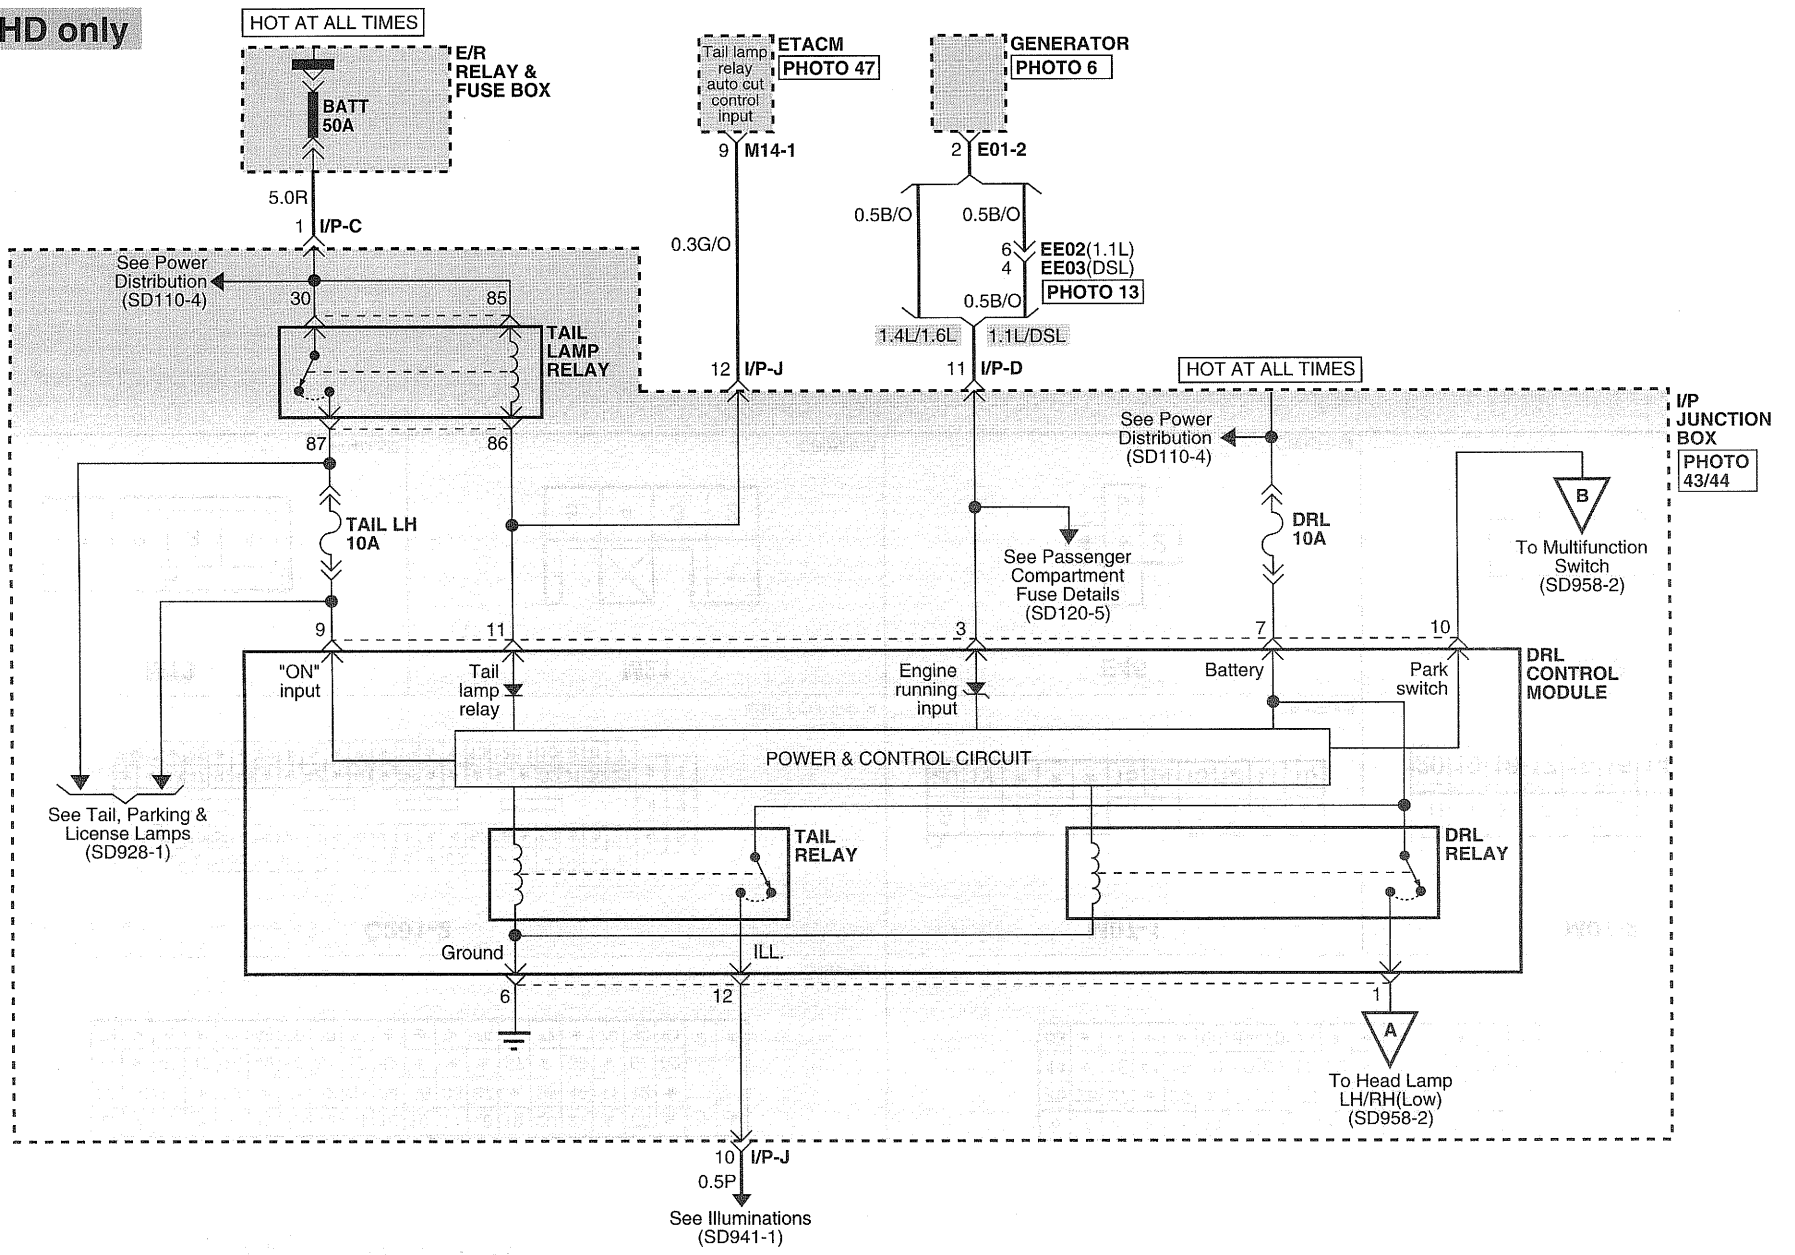 HD only
HOT AT ALL TIMES
E/R
RELAY &
FUSE BOX
BATT
50A
5.0R
1 I/P-C
Tail lamp
relay
auto cut
control
input
ETACM
PHOTO 47
9 M14-1
0.3G/O
12 I/P-J
GENERATOR
PHOTO 6
2 E01-2
0.5B/O
0.5B/O
6 EE02(1.1L)
4 EE03(DSL)
PHOTO 13
0.5B/O
1.4L/1.6L
1.1L/DSL
11 I/P-D
HOT AT ALL TIMES
I/P
JUNCTION
BOX
PHOTO
43/44
See Power
Distribution
(SD110-4)
30
85
TAIL
LAMP
RELAY
87
86
See Power
Distribution
(SD110-4)
TAIL LH
10A
DRL
10A
B
To Multifunction
Switch
(SD958-2)
See Passenger
Compartment
Fuse Details
(SD120-5)
9
11
3
7
10
"ON"
input
Tail
lamp
relay
Engine
running
input
Battery
Park
switch
DRL
CONTROL
MODULE
POWER & CONTROL CIRCUIT
See Tail, Parking &
License Lamps
(SD928-1)
TAIL
RELAY
DRL
RELAY
Ground
ILL.
6
12
1
A
To Head Lamp
LH/RH(Low)
(SD958-2)
10 I/P-J
0.5P
See Illuminations
(SD941-1)